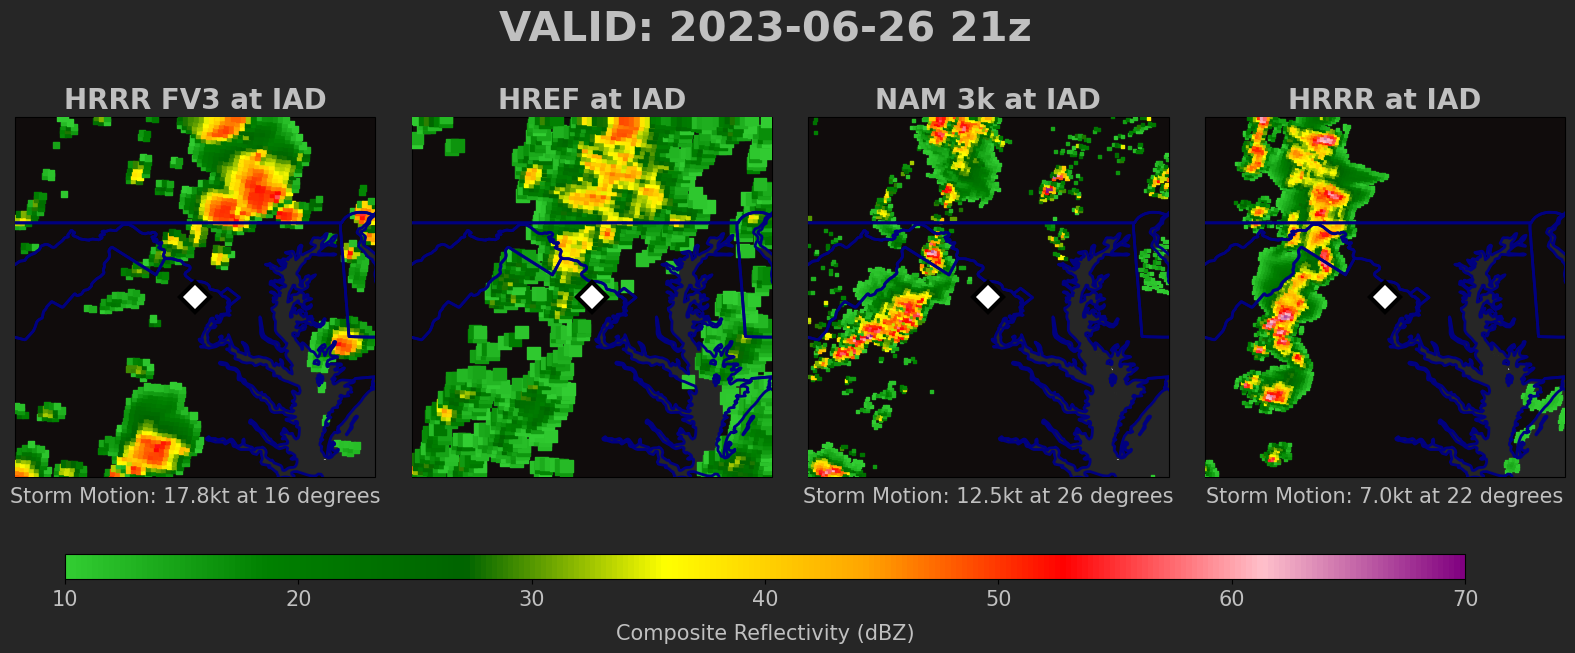 VALID: 2023-06-26 21z
HRRR FV3 at IAD
HREF at IAD
NAM 3k at IAD
HRRR at IAD
Storm Motion: 17.8kt at 16 degrees
Storm Motion: 12.5kt at 26 degrees
Storm Motion: 7.0kt at 22 degrees
10 20 30 40 50 60 70
Composite Reflectivity (dBZ)